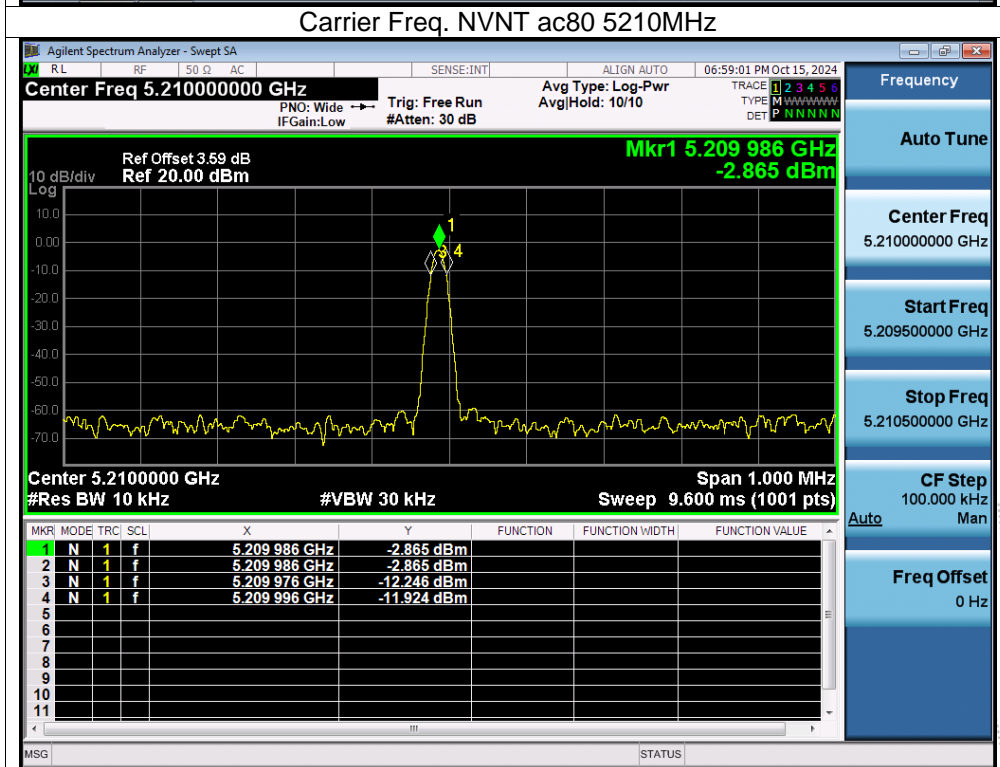 Carrier Freq. NVNT ac80 5210MHz
Agilent Spectrum Analyzer - Swept SA
LXI RL RF 50 Ω AC SENSE:INT ALIGN AUTO 06:59:01 PM Oct 15, 2024
Center Freq 5.210000000 GHz
PNO: Wide
IFGain:Low
Trig: Free Run
#Atten: 30 dB
Avg Type: Log-Pwr
Avg|Hold: 10/10
TRACE 1 2 3 4 5 6
TYPE M WWWWW
DET P N N N N N
Mkr1 5.209 986 GHz
-2.865 dBm
Ref Offset 3.59 dB
10 dB/div Ref 20.00 dBm
Log
10.0
0.00
-10.0
-20.0
-30.0
-40.0
-50.0
-60.0
-70.0
1
3 4
Center 5.2100000 GHz Span 1.000 MHz
#Res BW 10 kHz #VBW 30 kHz Sweep 9.600 ms (1001 pts)
MKR MODE TRC SCL X Y FUNCTION FUNCTION WIDTH FUNCTION VALUE
1 N 1 f 5.209 986 GHz -2.865 dBm
2 N 1 f 5.209 986 GHz -2.865 dBm
3 N 1 f 5.209 976 GHz -12.246 dBm
4 N 1 f 5.209 996 GHz -11.924 dBm
5
6
7
8
9
10
11
MSG STATUS
Frequency
Auto Tune
Center Freq
5.210000000 GHz
Start Freq
5.209500000 GHz
Stop Freq
5.210500000 GHz
CF Step
100.000 kHz
Auto Man
Freq Offset
0 Hz